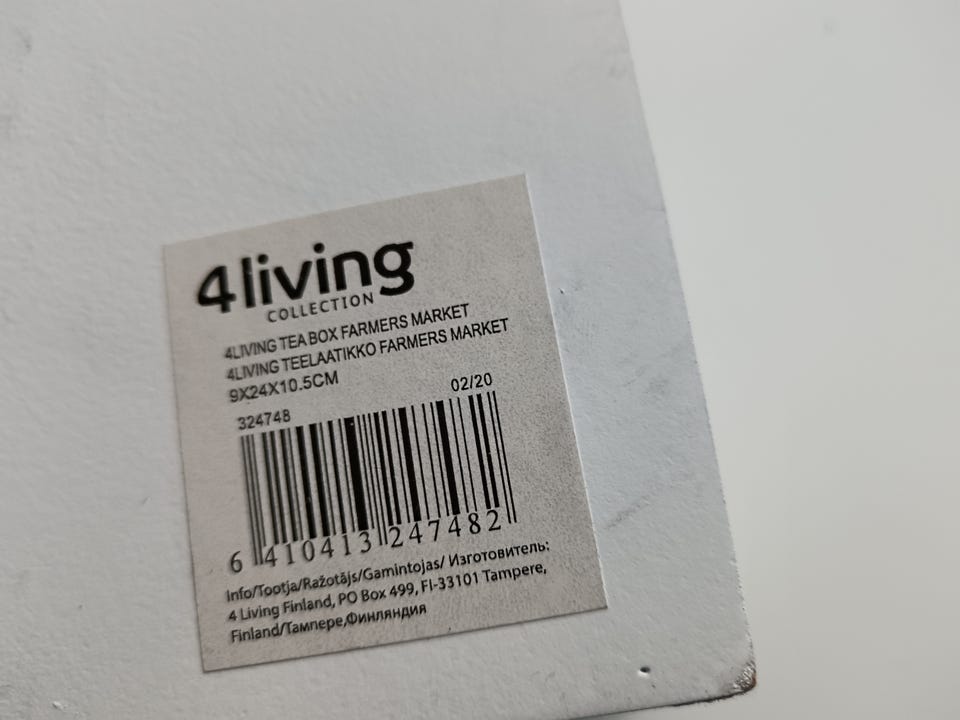 4living
COLLECTION
4LIVING TEA BOX FARMERS MARKET
4LIVING TEELAATIKKO FARMERS MARKET
9X24X10.5CM
324748 02/20
6 410413 247482
Info/Tootja/Ražotājs/Gamintojas/ Изготовитель:
4 Living Finland, PO Box 499, FI-33101 Tampere,
Finland/Тампере,Финляндия